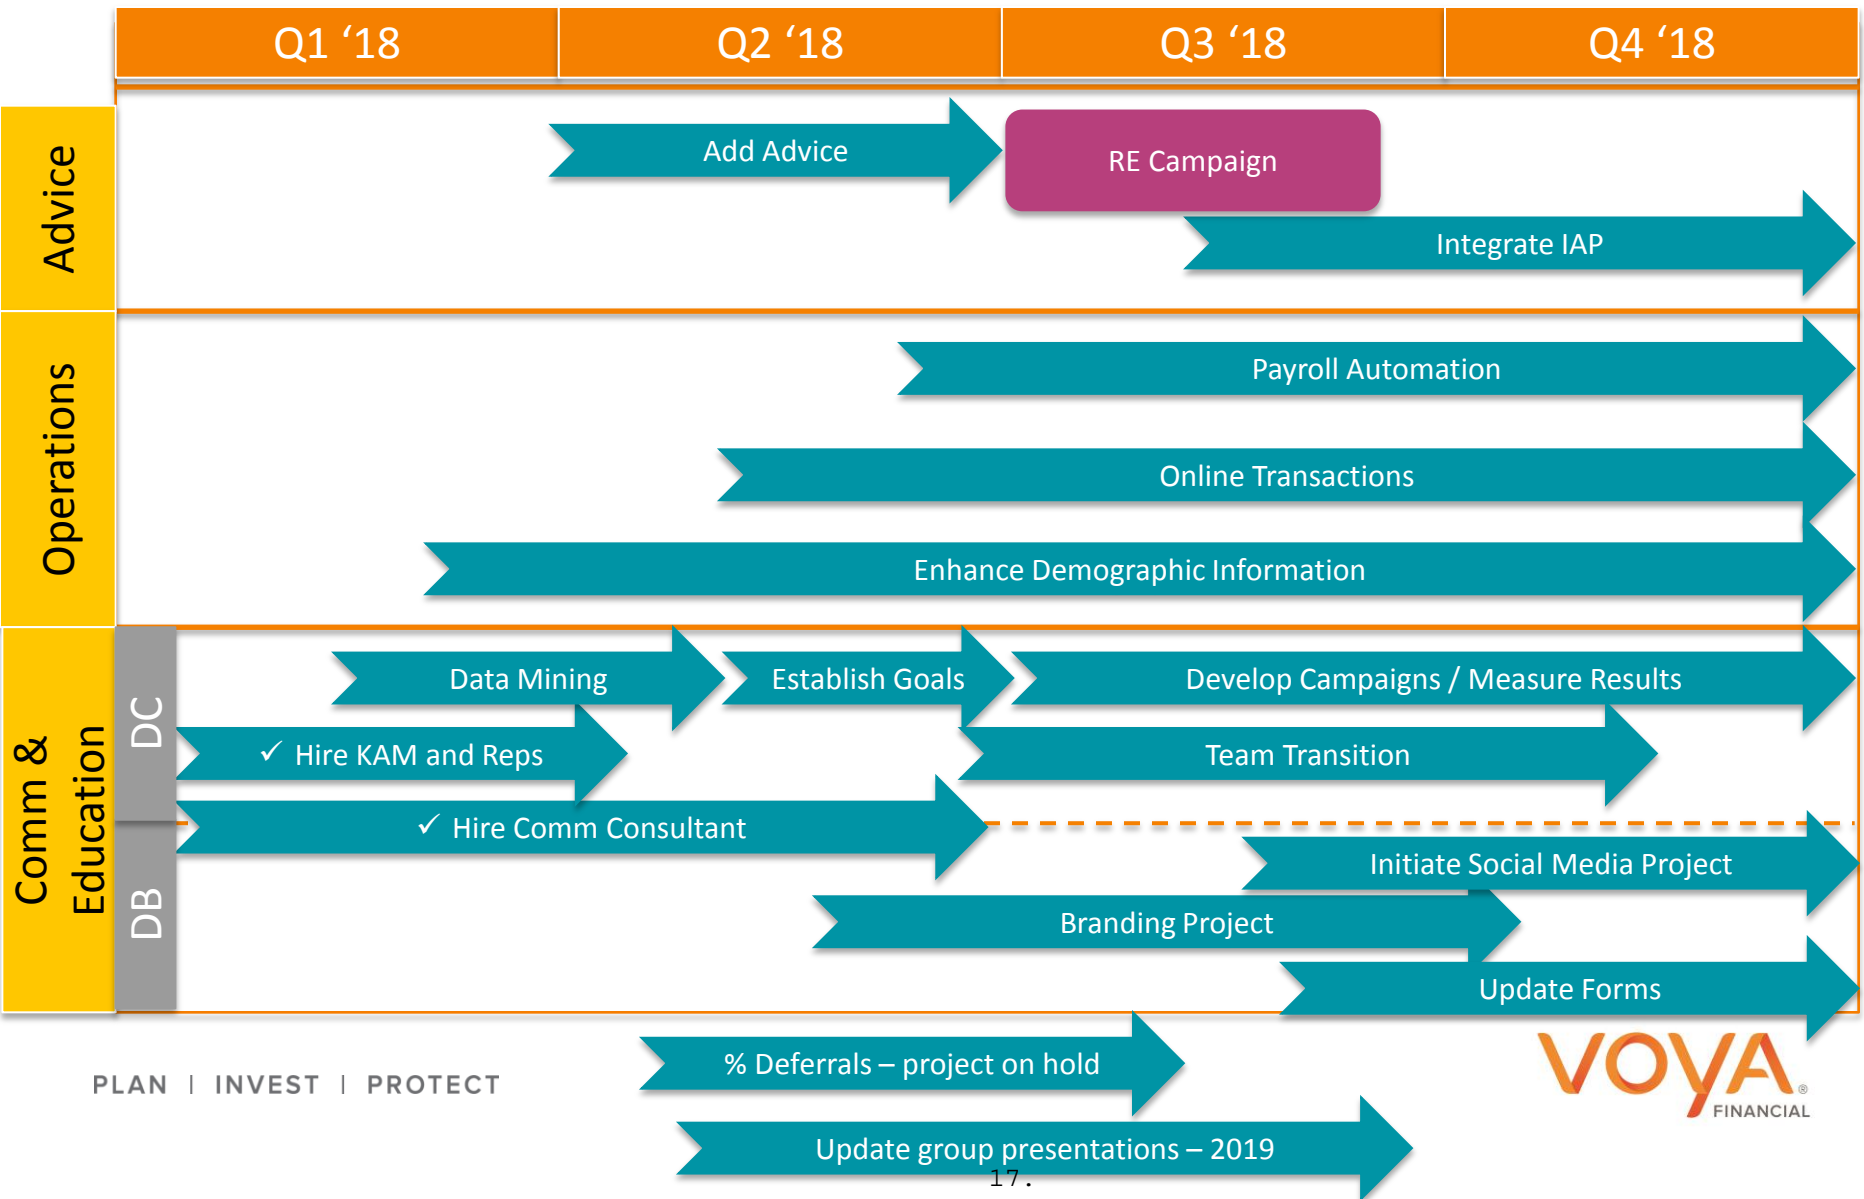 Q1 ‘18
Q2 ‘18
Q3 ‘18
Q4 ‘18
Advice
Add Advice
RE Campaign
Integrate IAP
Operations
Payroll Automation
Online Transactions
Enhance Demographic Information
Comm &
Education
DC
Data Mining
Establish Goals
Develop Campaigns / Measure Results
✓ Hire KAM and Reps
Team Transition
✓ Hire Comm Consultant
DB
Initiate Social Media Project
Branding Project
Update Forms
% Deferrals – project on hold
PLAN | INVEST | PROTECT
VOYA®
FINANCIAL
Update group presentations – 2019
17.